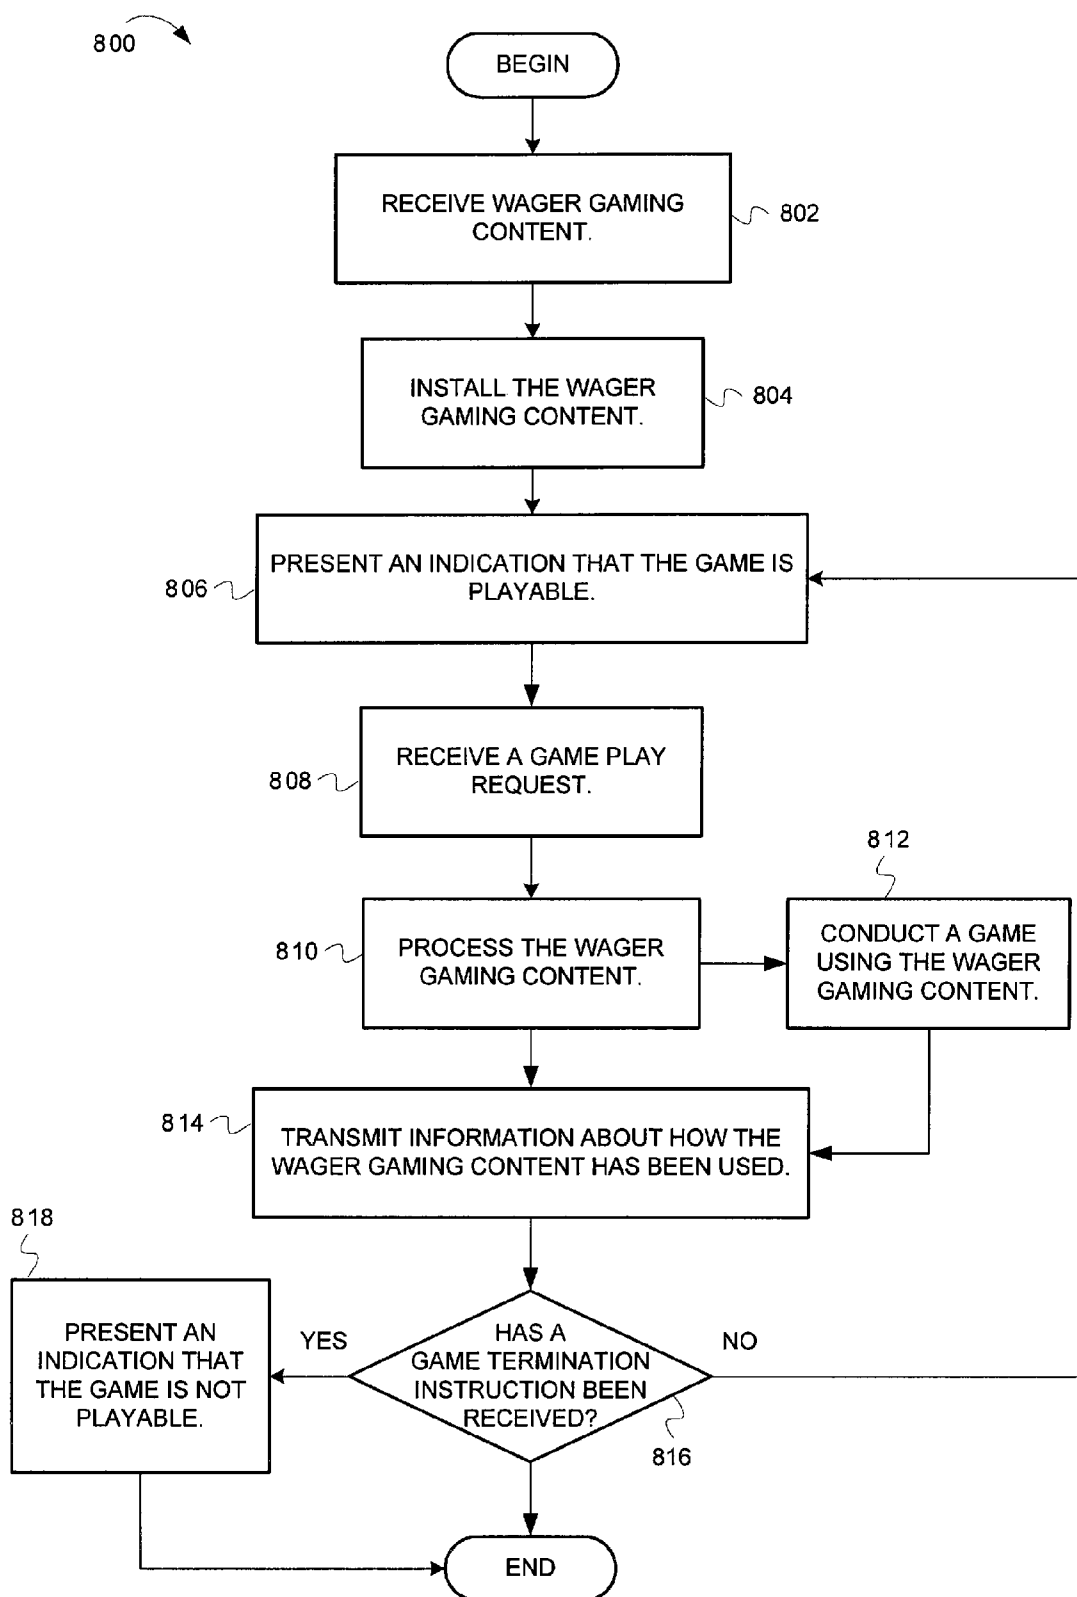 800
BEGIN
RECEIVE WAGER GAMING
CONTENT.
802
INSTALL THE WAGER
GAMING CONTENT.
804
PRESENT AN INDICATION THAT THE GAME IS
PLAYABLE.
806
RECEIVE A GAME PLAY
REQUEST.
808
812
810
PROCESS THE WAGER
GAMING CONTENT.
CONDUCT A GAME
USING THE WAGER
GAMING CONTENT.
814
TRANSMIT INFORMATION ABOUT HOW THE
WAGER GAMING CONTENT HAS BEEN USED.
818
PRESENT AN
INDICATION THAT
THE GAME IS NOT
PLAYABLE.
YES
HAS A
GAME TERMINATION
INSTRUCTION BEEN
RECEIVED?
NO
816
END